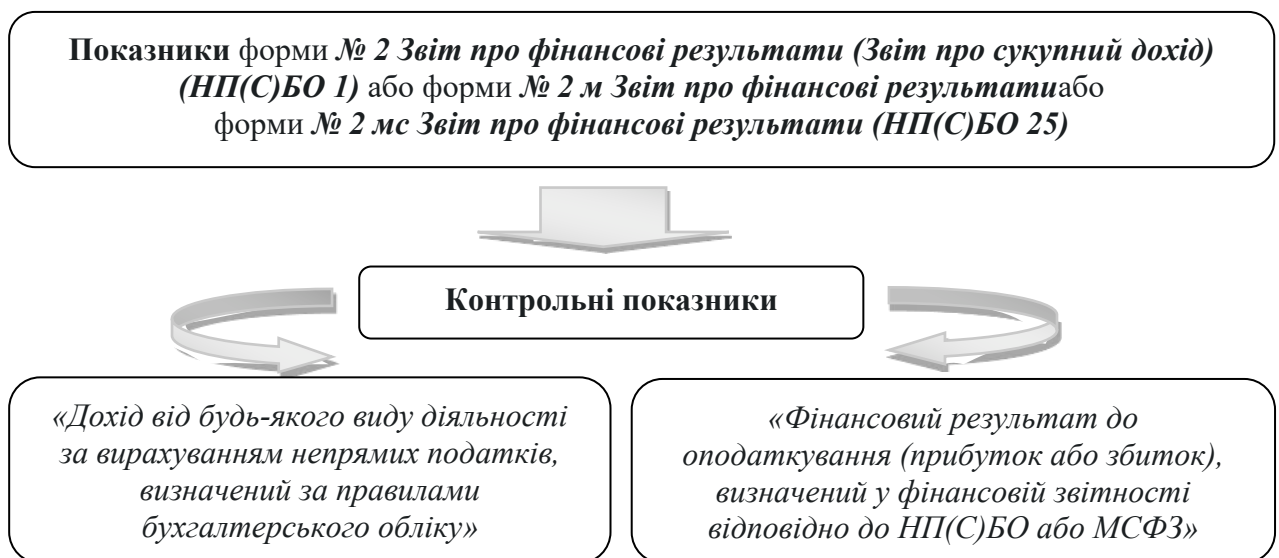 Показники форми № 2 Звіт про фінансові результати (Звіт про сукупний дохід)
(НП(С)БО 1) або форми № 2 м Звіт про фінансові результатиабо
форми № 2 мс Звіт про фінансові результати (НП(С)БО 25)
Контрольні показники
«Дохід від будь-якого виду діяльності
за вирахуванням непрямих податків,
визначений за правилами
бухгалтерського обліку»
«Фінансовий результат до
оподаткування (прибуток або збиток),
визначений у фінансовій звітності
відповідно до НП(С)БО або МСФЗ»